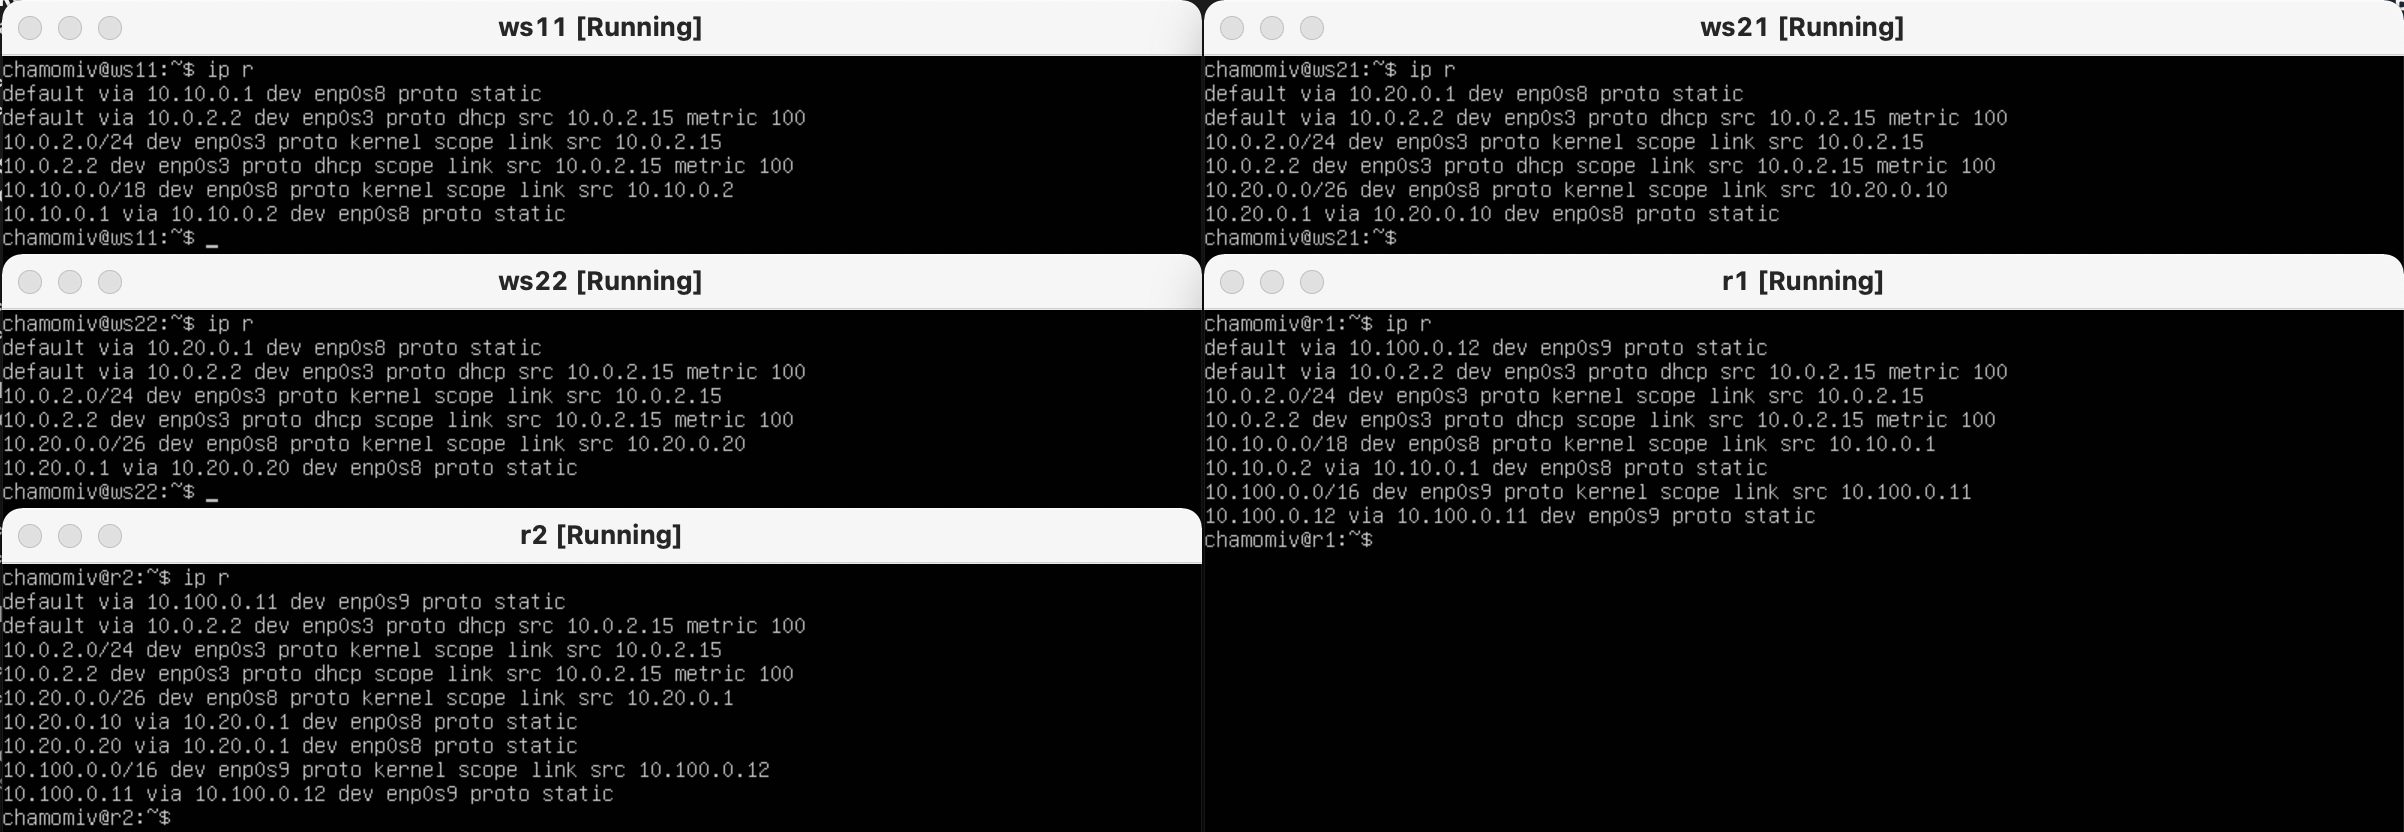 ws11 [Running]
chamomiv@ws11:~$ ip r
default via 10.10.0.1 dev enp0s8 proto static
default via 10.0.2.2 dev enp0s3 proto dhcp src 10.0.2.15 metric 100
10.0.2.0/24 dev enp0s3 proto kernel scope link src 10.0.2.15
10.0.2.2 dev enp0s3 proto dhcp scope link src 10.0.2.15 metric 100
10.10.0.0/18 dev enp0s8 proto kernel scope link src 10.10.0.2
10.10.0.1 via 10.10.0.2 dev enp0s8 proto static
chamomiv@ws11:~$ _
ws21 [Running]
chamomiv@ws21:~$ ip r
default via 10.20.0.1 dev enp0s8 proto static
default via 10.0.2.2 dev enp0s3 proto dhcp src 10.0.2.15 metric 100
10.0.2.0/24 dev enp0s3 proto kernel scope link src 10.0.2.15
10.0.2.2 dev enp0s3 proto dhcp scope link src 10.0.2.15 metric 100
10.20.0.0/26 dev enp0s8 proto kernel scope link src 10.20.0.10
10.20.0.1 via 10.20.0.10 dev enp0s8 proto static
chamomiv@ws21:~$
ws22 [Running]
chamomiv@ws22:~$ ip r
default via 10.20.0.1 dev enp0s8 proto static
default via 10.0.2.2 dev enp0s3 proto dhcp src 10.0.2.15 metric 100
10.0.2.0/24 dev enp0s3 proto kernel scope link src 10.0.2.15
10.0.2.2 dev enp0s3 proto dhcp scope link src 10.0.2.15 metric 100
10.20.0.0/26 dev enp0s8 proto kernel scope link src 10.20.0.20
10.20.0.1 via 10.20.0.20 dev enp0s8 proto static
chamomiv@ws22:~$ _
r1 [Running]
chamomiv@r1:~$ ip r
default via 10.100.0.12 dev enp0s9 proto static
default via 10.0.2.2 dev enp0s3 proto dhcp src 10.0.2.15 metric 100
10.0.2.0/24 dev enp0s3 proto kernel scope link src 10.0.2.15
10.0.2.2 dev enp0s3 proto dhcp scope link src 10.0.2.15 metric 100
10.10.0.0/18 dev enp0s8 proto kernel scope link src 10.10.0.1
10.10.0.2 via 10.10.0.1 dev enp0s8 proto static
10.100.0.0/16 dev enp0s9 proto kernel scope link src 10.100.0.11
10.100.0.12 via 10.100.0.11 dev enp0s9 proto static
chamomiv@r1:~$
r2 [Running]
chamomiv@r2:~$ ip r
default via 10.100.0.11 dev enp0s9 proto static
default via 10.0.2.2 dev enp0s3 proto dhcp src 10.0.2.15 metric 100
10.0.2.0/24 dev enp0s3 proto kernel scope link src 10.0.2.15
10.0.2.2 dev enp0s3 proto dhcp scope link src 10.0.2.15 metric 100
10.20.0.0/26 dev enp0s8 proto kernel scope link src 10.20.0.1
10.20.0.10 via 10.20.0.1 dev enp0s8 proto static
10.20.0.20 via 10.20.0.1 dev enp0s8 proto static
10.100.0.0/16 dev enp0s9 proto kernel scope link src 10.100.0.12
10.100.0.11 via 10.100.0.12 dev enp0s9 proto static
chamomiv@r2:~$